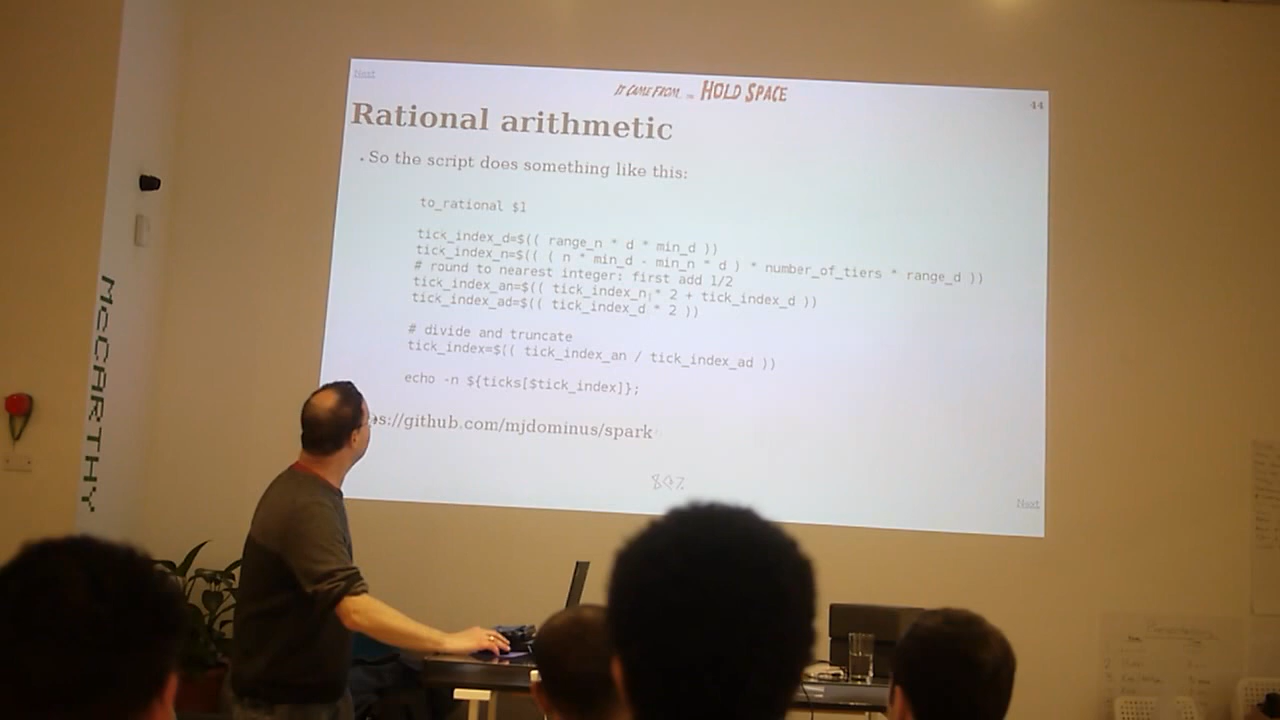 Next
IT CAME FROM... THE HOLD SPACE
44
Rational arithmetic
• So the script does something like this:
to_rational $1
tick_index_d=$(( range_n * d * min_d ))
tick_index_n=$(( ( n * min_d - min_n * d ) * number_of_tiers * range_d ))
# round to nearest integer: first add 1/2
tick_index_an=$(( tick_index_n * 2 + tick_index_d ))
tick_index_ad=$(( tick_index_d * 2 ))
# divide and truncate
tick_index=$(( tick_index_an / tick_index_ad ))
echo -n ${ticks[$tick_index]};
s://github.com/mjdominus/spark
Next
McCARTHY